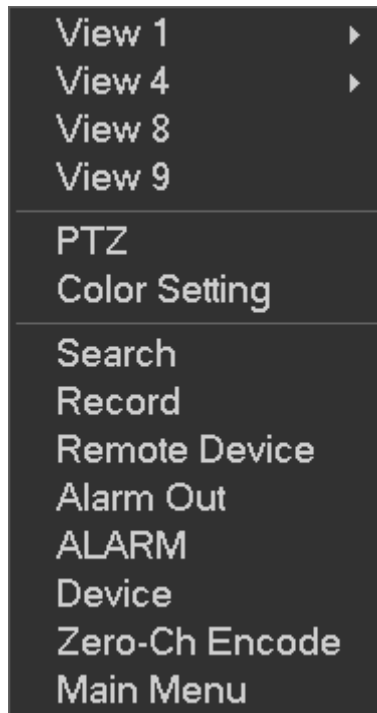 View 1
View 4
View 8
View 9
PTZ
Color Setting
Search
Record
Remote Device
Alarm Out
ALARM
Device
Zero-Ch Encode
Main Menu